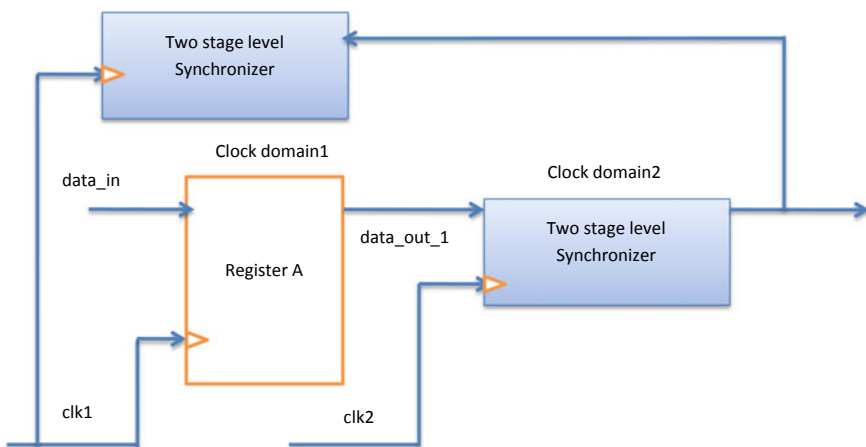 Two stage level
Synchronizer
Clock domain1
data_in
Clock domain2
data_out_1
Two stage level
Synchronizer
Register A
clk1
clk2